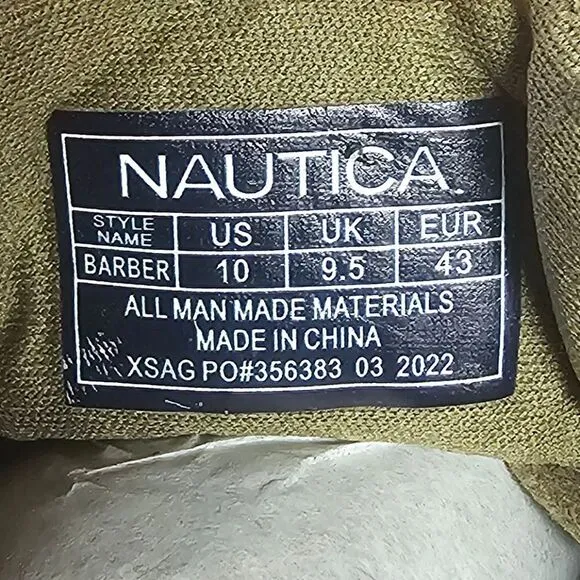 NAUTICA
STYLE NAME US UK EUR
BARBER 10 9.5 43
ALL MAN MADE MATERIALS
MADE IN CHINA
XSAG PO#356383 03 2022